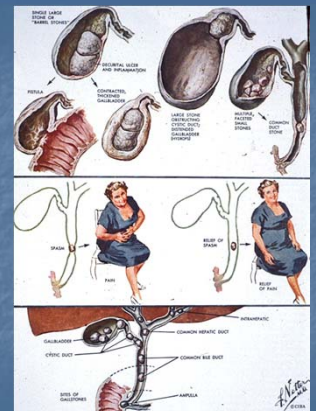 SINGLE LARGE
STONE OR
"BARREL STONES"
DECUBITAL ULCER
AND INFLAMMATION
FISTULA
CONTRACTED,
THICKENED
GALLBLADDER
LARGE STONE
OBSTRUCTING
CYSTIC DUCT;
DISTENDED
GALLBLADDER
(HYDROPS)
MULTIPLE,
FACETED
SMALL
STONES
COMMON
DUCT
STONE
SPASM
PAIN
RELIEF OF
SPASM
RELIEF
OF PAIN
INTRAHEPATIC
COMMON HEPATIC DUCT
GALLBLADDER
CYSTIC DUCT
COMMON BILE DUCT
SITES OF
GALLSTONES
AMPULLA